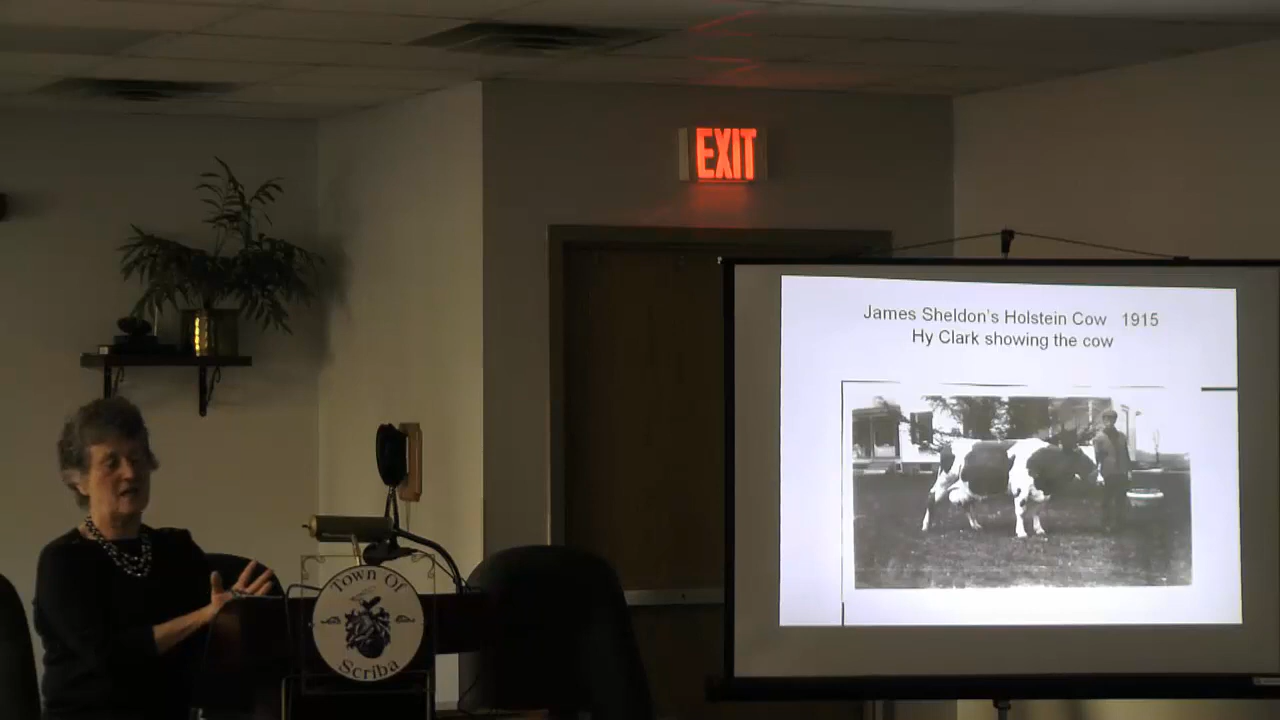 EXIT
James Sheldon's Holstein Cow 1915
Hy Clark showing the cow
Town Of
Scriba